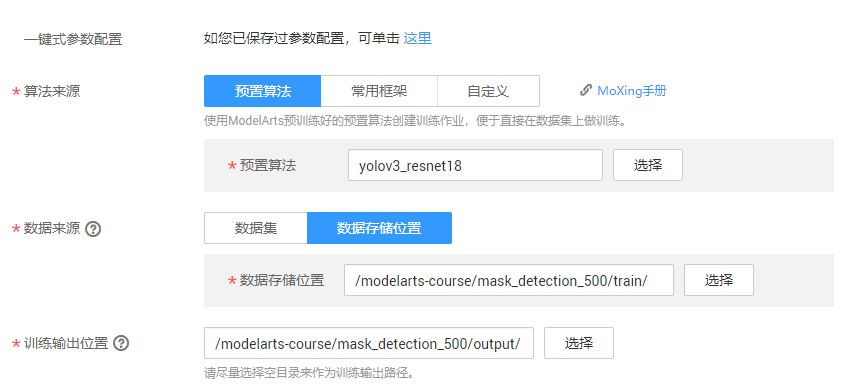 一键式参数配置 如您已保存过参数配置，可单击 这里
* 算法来源 预置算法 常用框架 自定义 MoXing手册
使用ModelArts预训练好的预置算法创建训练作业，便于直接在数据集上做训练。
* 预置算法 yolov3_resnet18 选择
* 数据来源 ? 数据集 数据存储位置
* 数据存储位置 /modelarts-course/mask_detection_500/train/ 选择
* 训练输出位置 ? /modelarts-course/mask_detection_500/output/ 选择
请尽量选择空目录来作为训练输出路径。